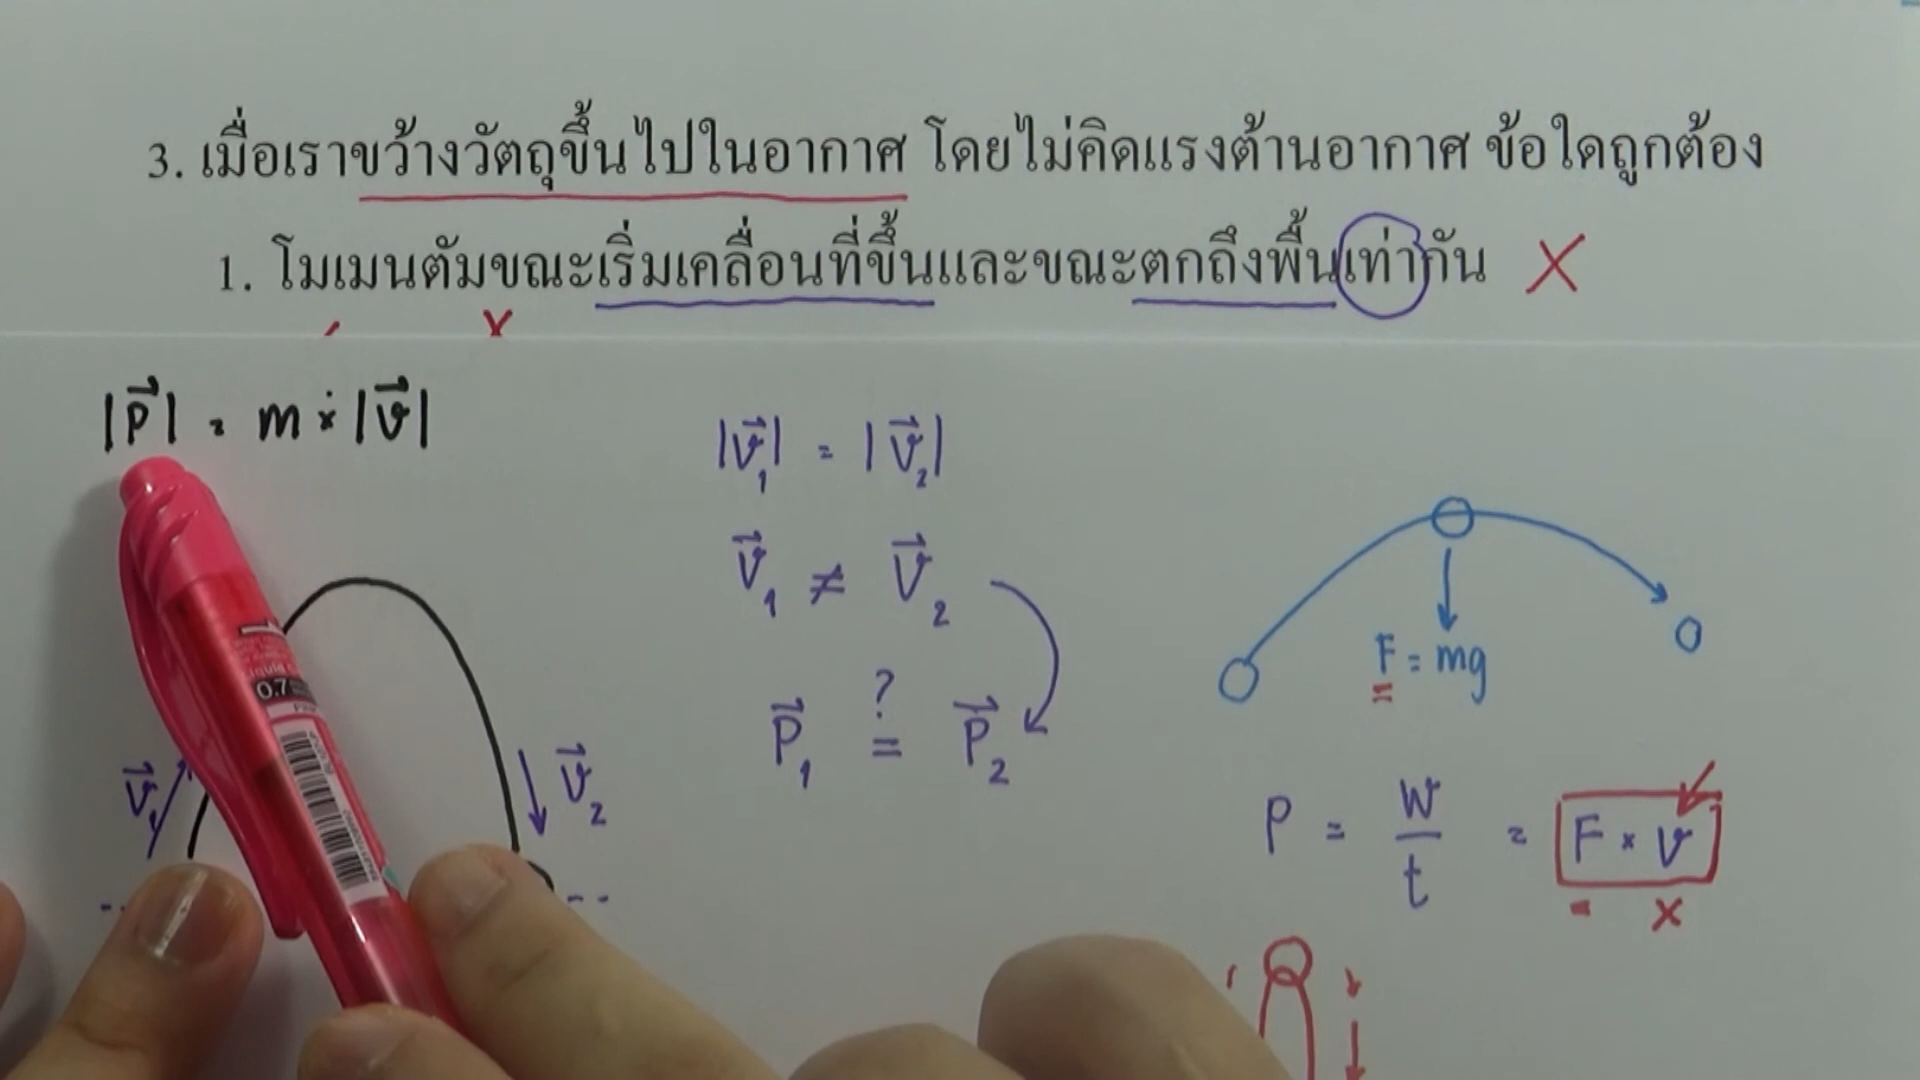 3. เมื่อเราขว้างวัตถุขึ้นไปในอากาศ โดยไม่คิดแรงต้านอากาศ ข้อใดถูกต้อง
1. โมเมนตัมขณะเริ่มเคลื่อนที่ขึ้นและขณะตกถึงพื้นเท่ากัน X
|P⃗| = m × |v⃗|
|v⃗₁| = |v⃗₂|
v⃗₁ ≠ v⃗₂
?
P⃗₁ = P⃗₂
F = mg
P = W/t = F × v
= X
v⃗₁
v⃗₂
0.7